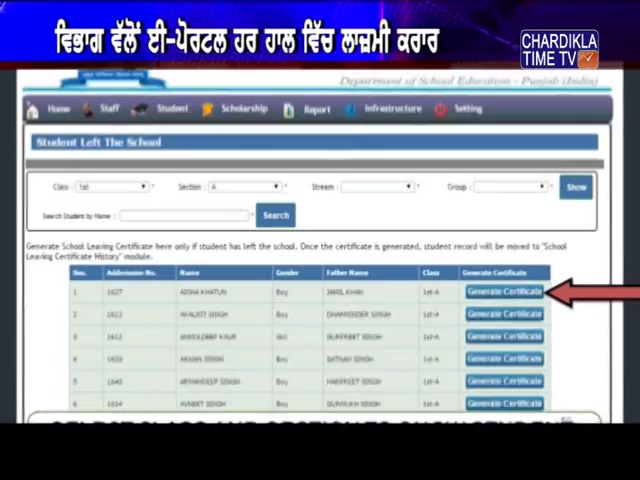 ਵਿਭਾਗ ਵੱਲੋਂ ਈ-ਪੋਰਟਲ ਹਰ ਹਾਲ ਵਿੱਚ ਲਾਜ਼ਮੀ ਕਰਾਰ
CHARDIKLA
TIME TV
Department of School Education - Punjab (India)
Home Staff Student Scholarship Report Infrastructure Setting
Student Left The School
Class : 1st * Section : A * Stream : * Group : * Show
Search Student by Name : * Search
Generate School Leaving Certificate here only if student has left the school. Once the certificate is generated, student record will be moved to "School
Leaving Certificate History" module.
Sno. Addmission No. Name Gender Father Name Class Generate Certificate
1 1627 AISHA KHATUN Boy JAMIL KHAN 1st-A Generate Certificate
2 1613 AKALJOT SINGH Boy DHARMINDER SINGH 1st-A Generate Certificate
3 1612 ANMOLDEEP KAUR Girl GURPREET SINGH 1st-A Generate Certificate
4 ARMAN SINGH Boy SATNAM SINGH 1st-A Generate Certificate
5 1640 ARMANDEEP SINGH Boy HARPREET SINGH 1st-A Generate Certificate
6 1614 AVNEET SINGH Boy GURMUKH SINGH 1st-A Generate Certificate